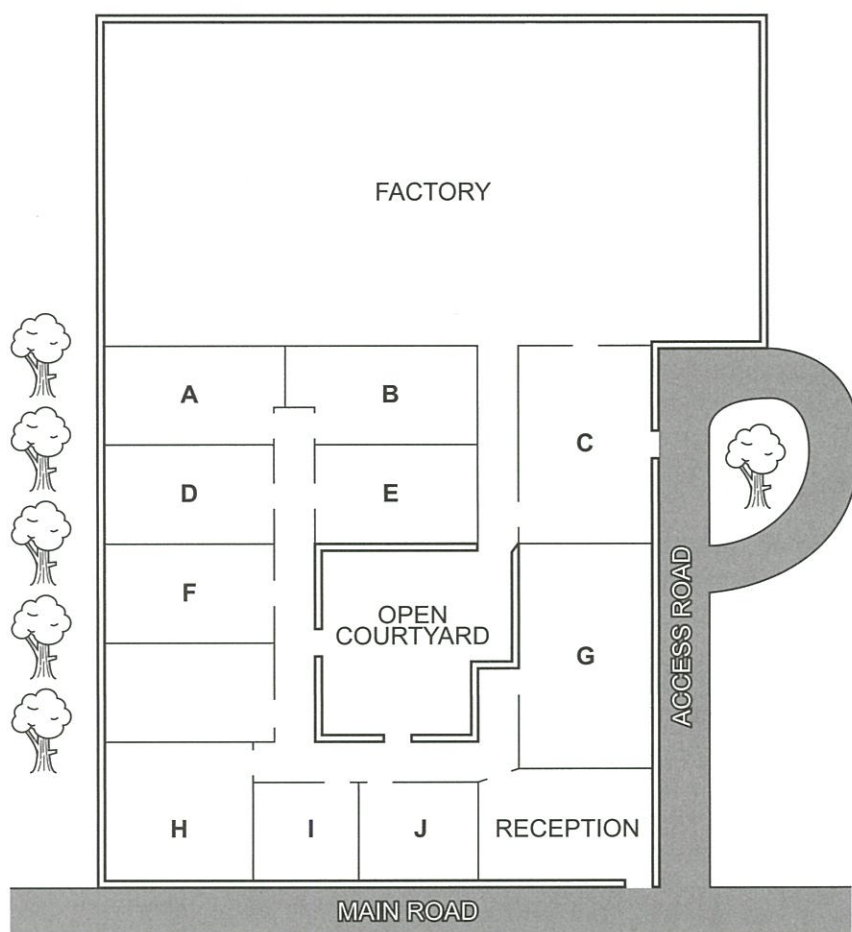 FACTORY
A
B
C
D
E
F
OPEN
COURTYARD
G
ACCESS ROAD
H
I
J
RECEPTION
MAIN ROAD